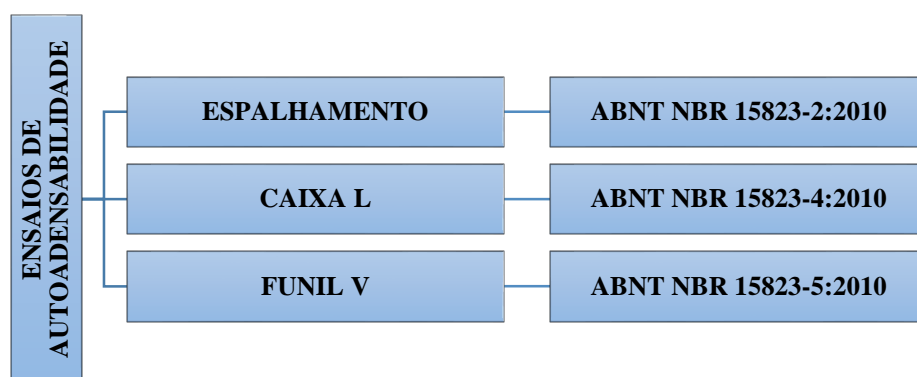 ENSAIOS DE
AUTOADENSABILIDADE
ESPALHAMENTO
ABNT NBR 15823-2:2010
CAIXA L
ABNT NBR 15823-4:2010
FUNIL V
ABNT NBR 15823-5:2010